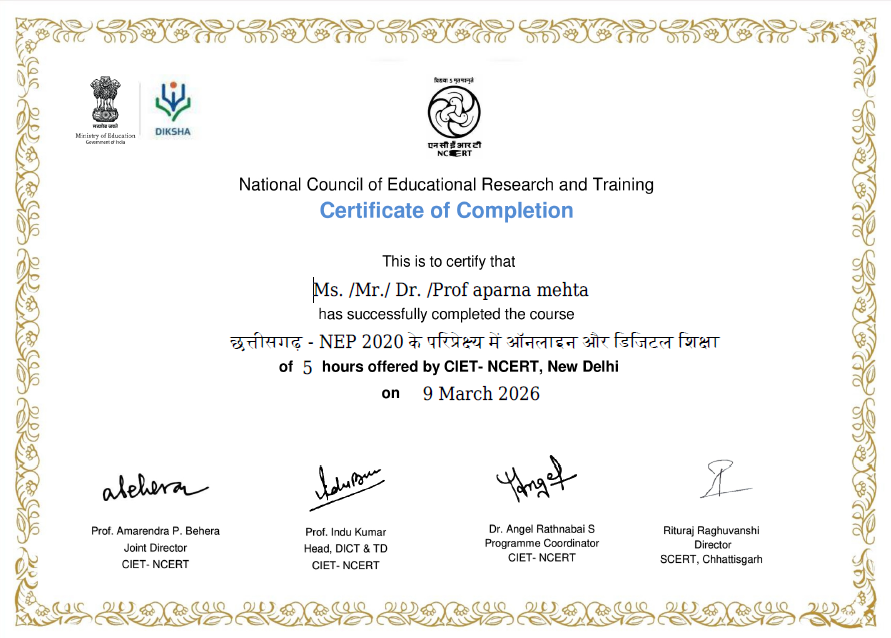 विद्यया ऽ मृतमश्नुते
एन सी ई आर टी
NCERT
सत्यमेव जयते
Ministry of Education
Government of India
DIKSHA
National Council of Educational Research and Training
Certificate of Completion
This is to certify that
Ms. /Mr./ Dr. /Prof aparna mehta
has successfully completed the course
छत्तीसगढ़ - NEP 2020 के परिप्रेक्ष्य में ऑनलाइन और डिजिटल शिक्षा
of 5 hours offered by CIET- NCERT, New Delhi
on 9 March 2026
Prof. Amarendra P. Behera
Joint Director
CIET- NCERT
Prof. Indu Kumar
Head, DICT & TD
CIET- NCERT
Dr. Angel Rathnabai S
Programme Coordinator
CIET- NCERT
Rituraj Raghuvanshi
Director
SCERT, Chhattisgarh